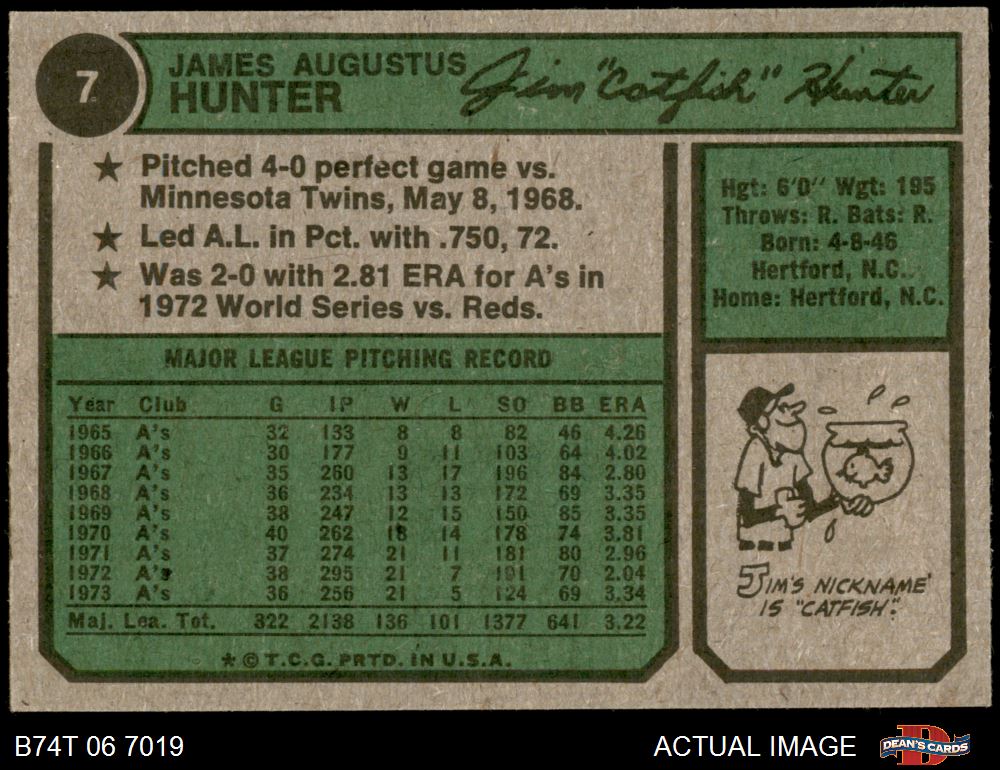 7
JAMES AUGUSTUS
HUNTER
Jim "Catfish" Hunter
★ Pitched 4-0 perfect game vs.
Minnesota Twins, May 8, 1968.
★ Led A.L. in Pct. with .750, 72.
★ Was 2-0 with 2.81 ERA for A's in
1972 World Series vs. Reds.
Hgt: 6'0" Wgt: 195
Throws: R. Bats: R.
Born: 4-8-46
Hertford, N.C.
Home: Hertford, N.C.
MAJOR LEAGUE PITCHING RECORD
Year Club G IP W L SO BB ERA
1965 A's 32 133 8 8 82 46 4.26
1966 A's 30 177 9 11 103 64 4.02
1967 A's 35 260 13 17 196 84 2.80
1968 A's 36 234 13 13 172 69 3.35
1969 A's 38 247 12 15 150 85 3.35
1970 A's 40 262 18 14 178 74 3.81
1971 A's 37 274 21 11 181 80 2.96
1972 A's 38 295 21 7 191 70 2.04
1973 A's 36 256 21 5 124 69 3.34
Maj. Lea. Tot. 322 2138 136 101 1377 641 3.22
★ © T.C.G. PRTD. IN U.S.A.
JIM'S NICKNAME
IS "CATFISH".
B74T 06 7019
ACTUAL IMAGE
D
DEAN'S CARDS